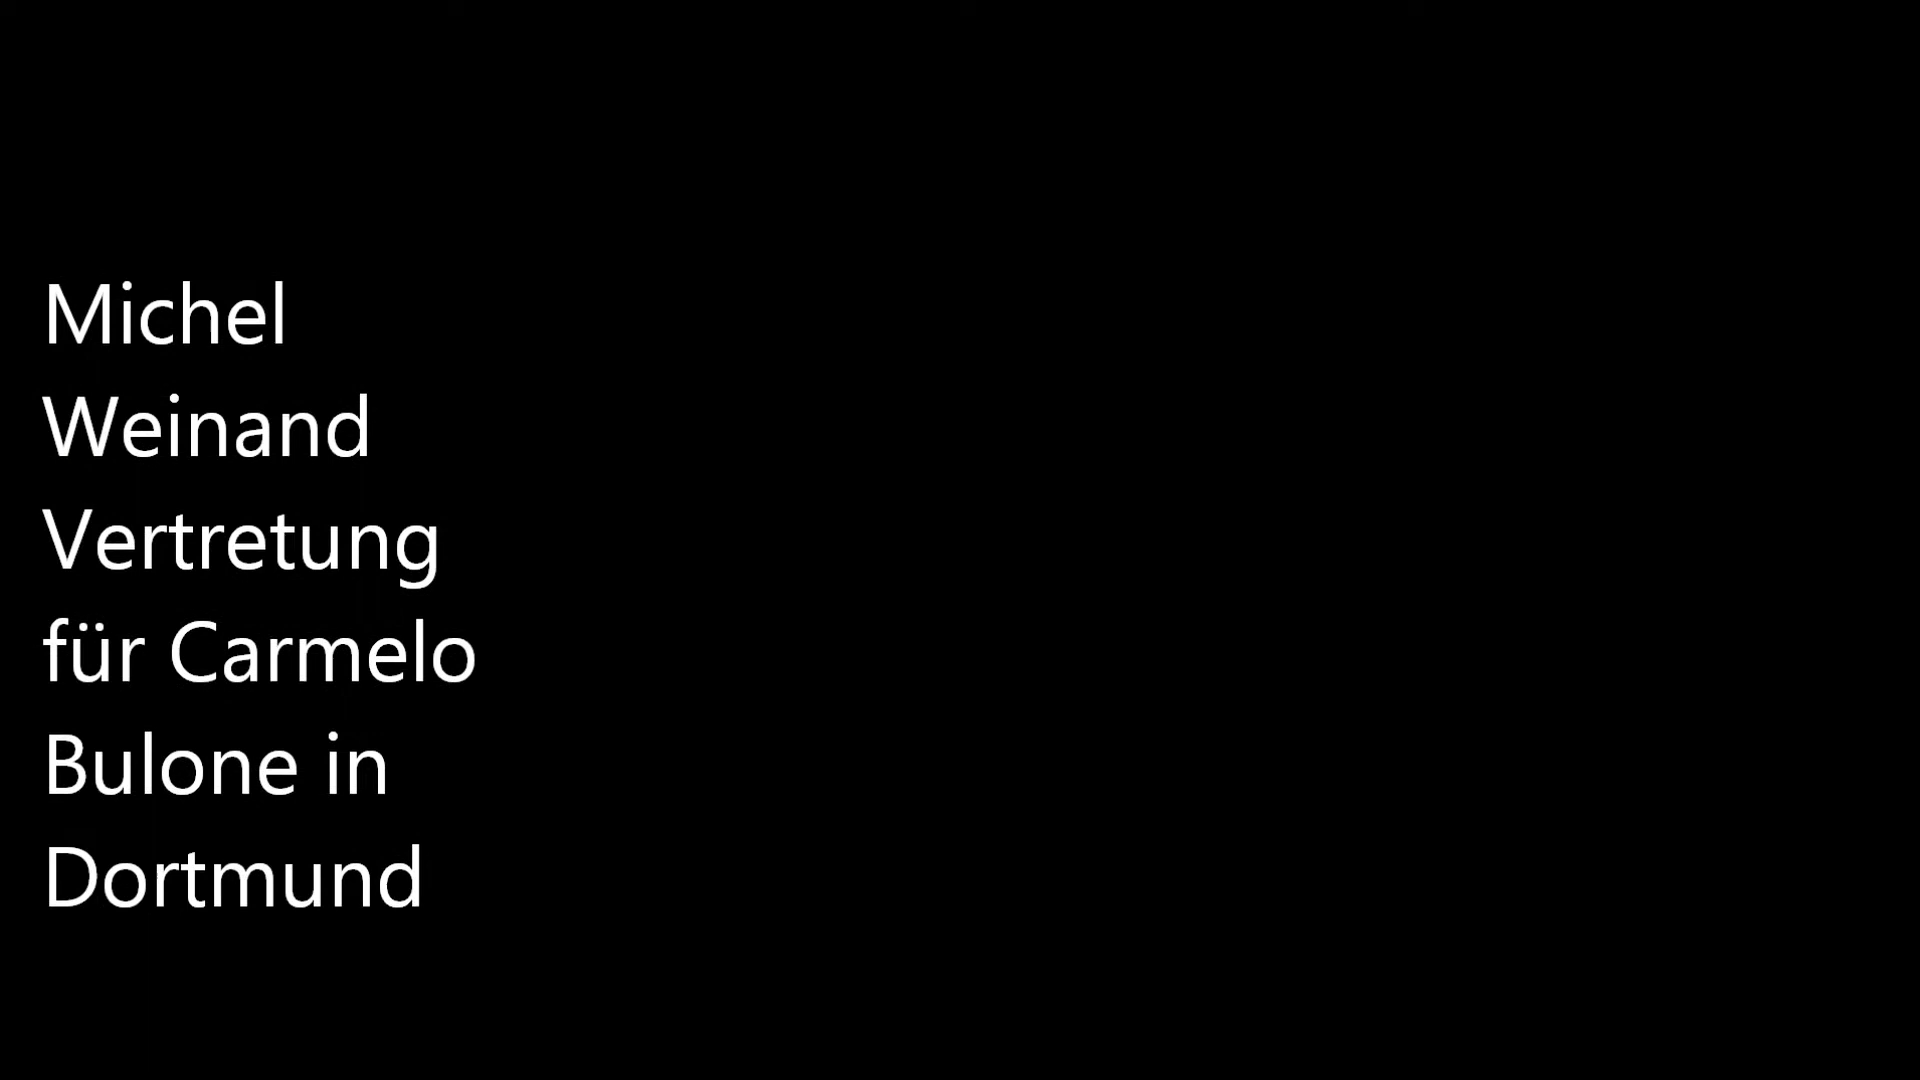 Michel
Weinand
Vertretung
für Carmelo
Bulone in
Dortmund